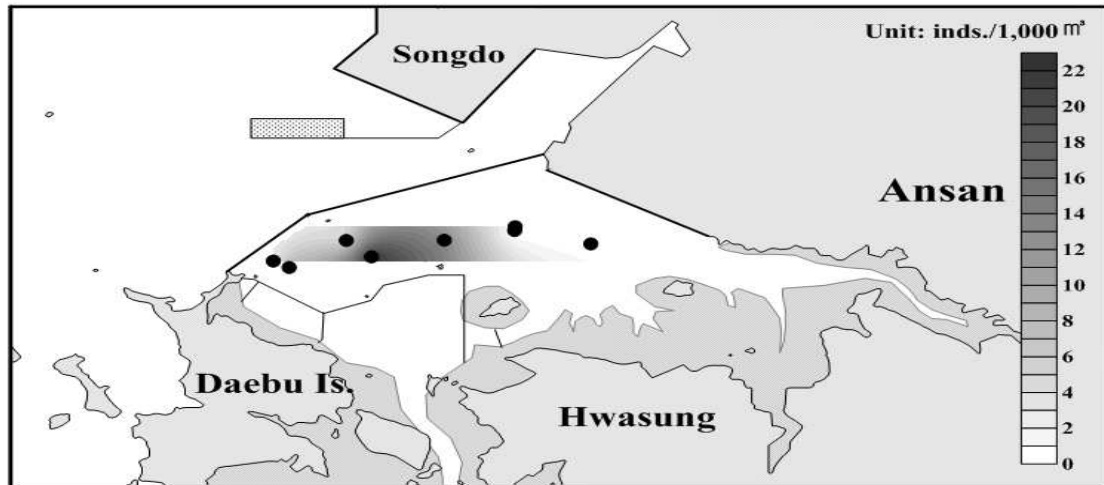 Unit: inds./1,000 m³
Songdo
22
20
18
16
Ansan
14
12
10
8
6
Daebu Is.
4
Hwasung
2
0